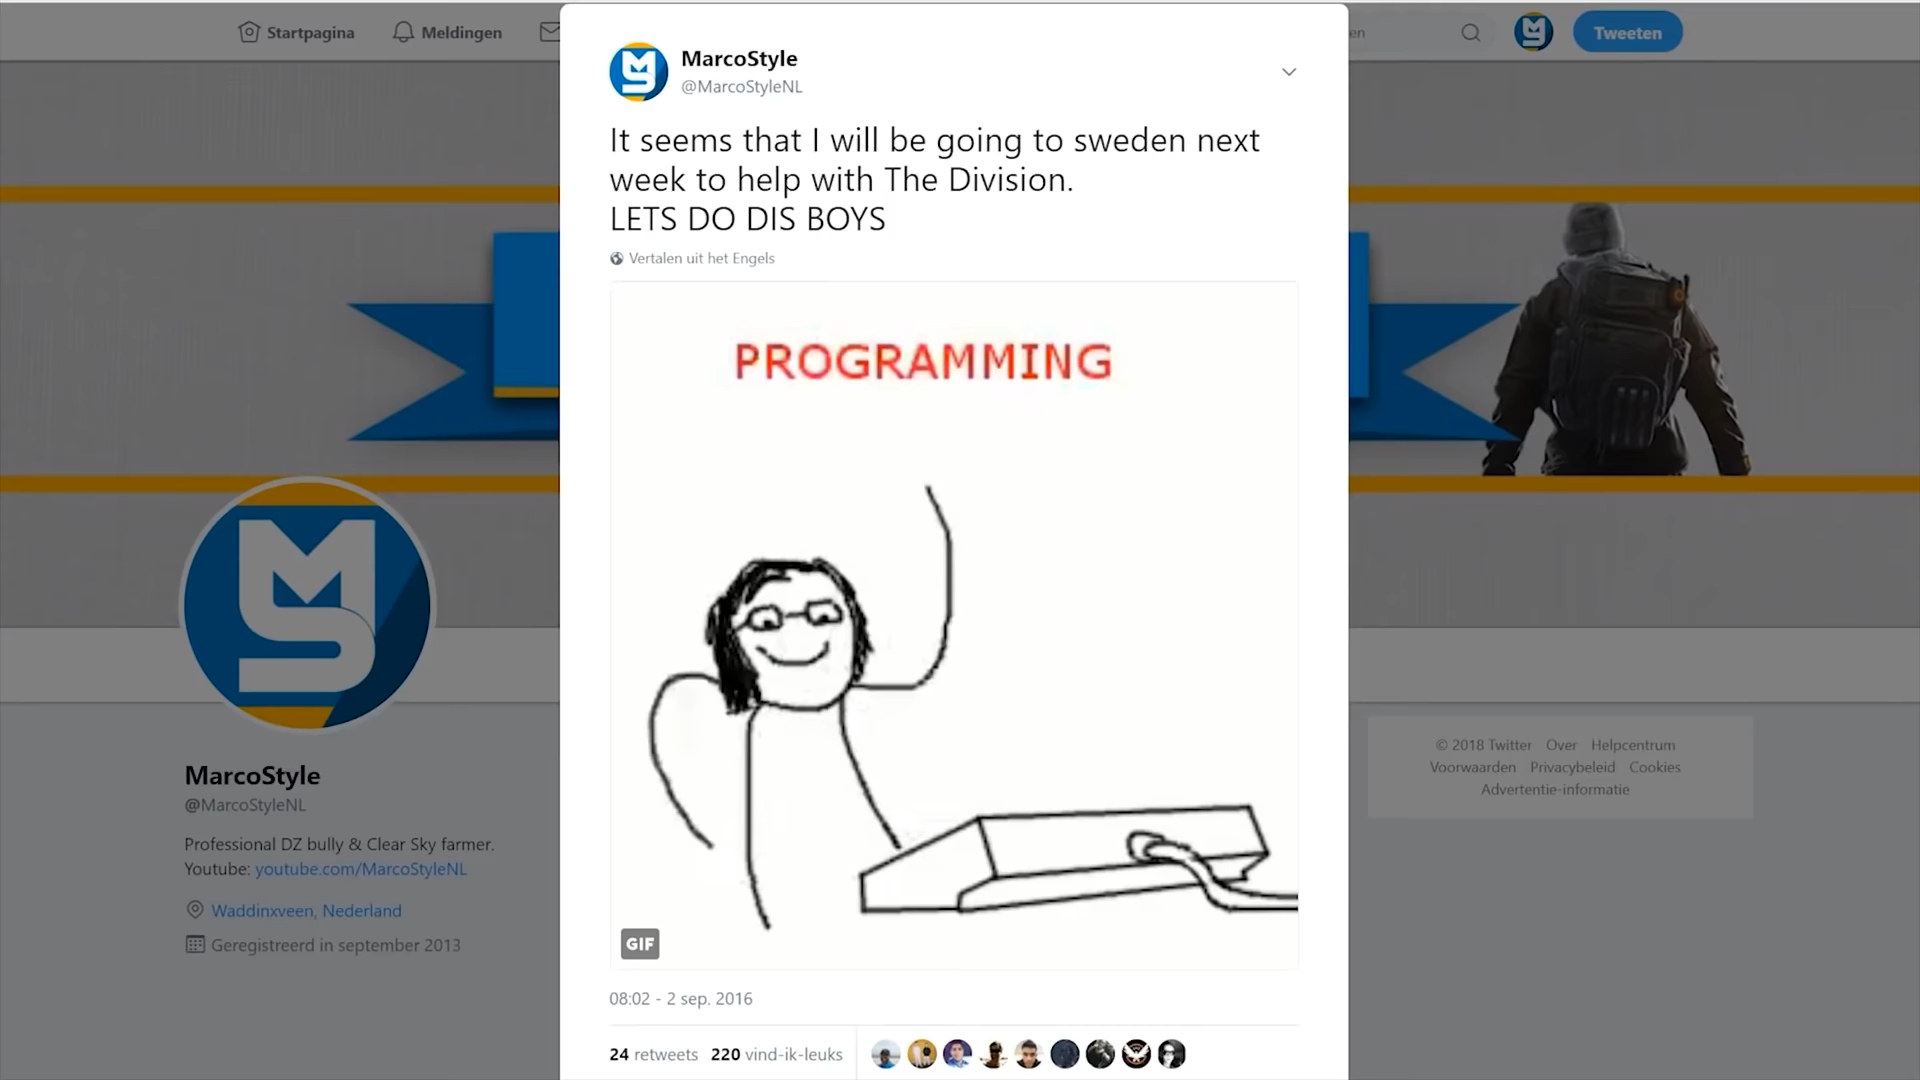 Startpagina
Meldingen
en
Tweeten
MarcoStyle
@MarcoStyleNL
It seems that I will be going to sweden next
week to help with The Division.
LETS DO DIS BOYS
Vertalen uit het Engels
PROGRAMMING
GIF
08:02 - 2 sep. 2016
24 retweets 220 vind-ik-leuks
MS
MarcoStyle
@MarcoStyleNL
Professional DZ bully & Clear Sky farmer.
Youtube: youtube.com/MarcoStyleNL
Waddinxveen, Nederland
Geregistreerd in september 2013
© 2018 Twitter Over Helpcentrum
Voorwaarden Privacybeleid Cookies
Advertentie-informatie